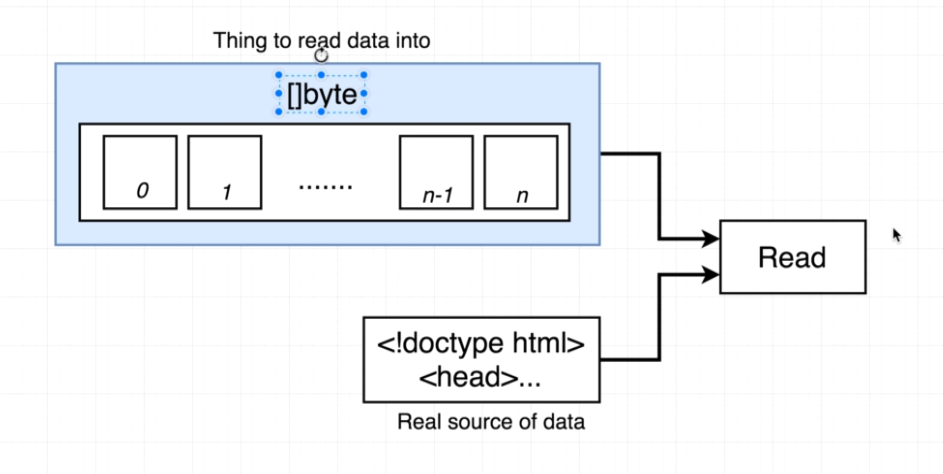 Thing to read data into
[]byte
0
1
.......
n-1
n
Read
<!doctype html>
<head>...
Real source of data